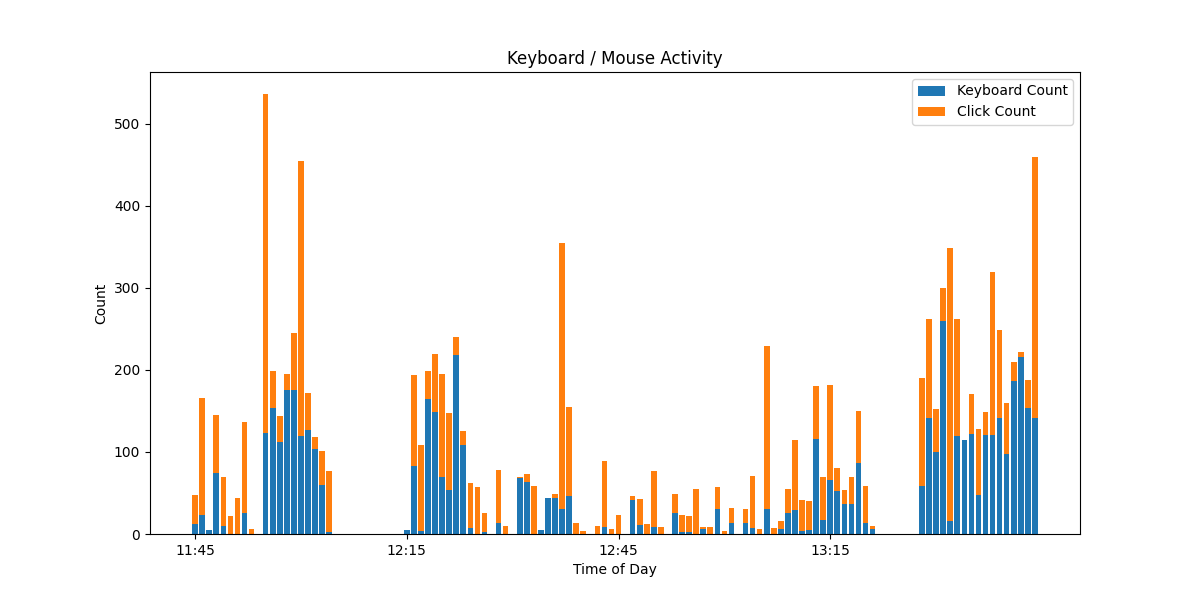 Keyboard / Mouse Activity
Keyboard Count
Click Count
500
400
300
200
100
0
Count
11:45
12:15
12:45
13:15
Time of Day